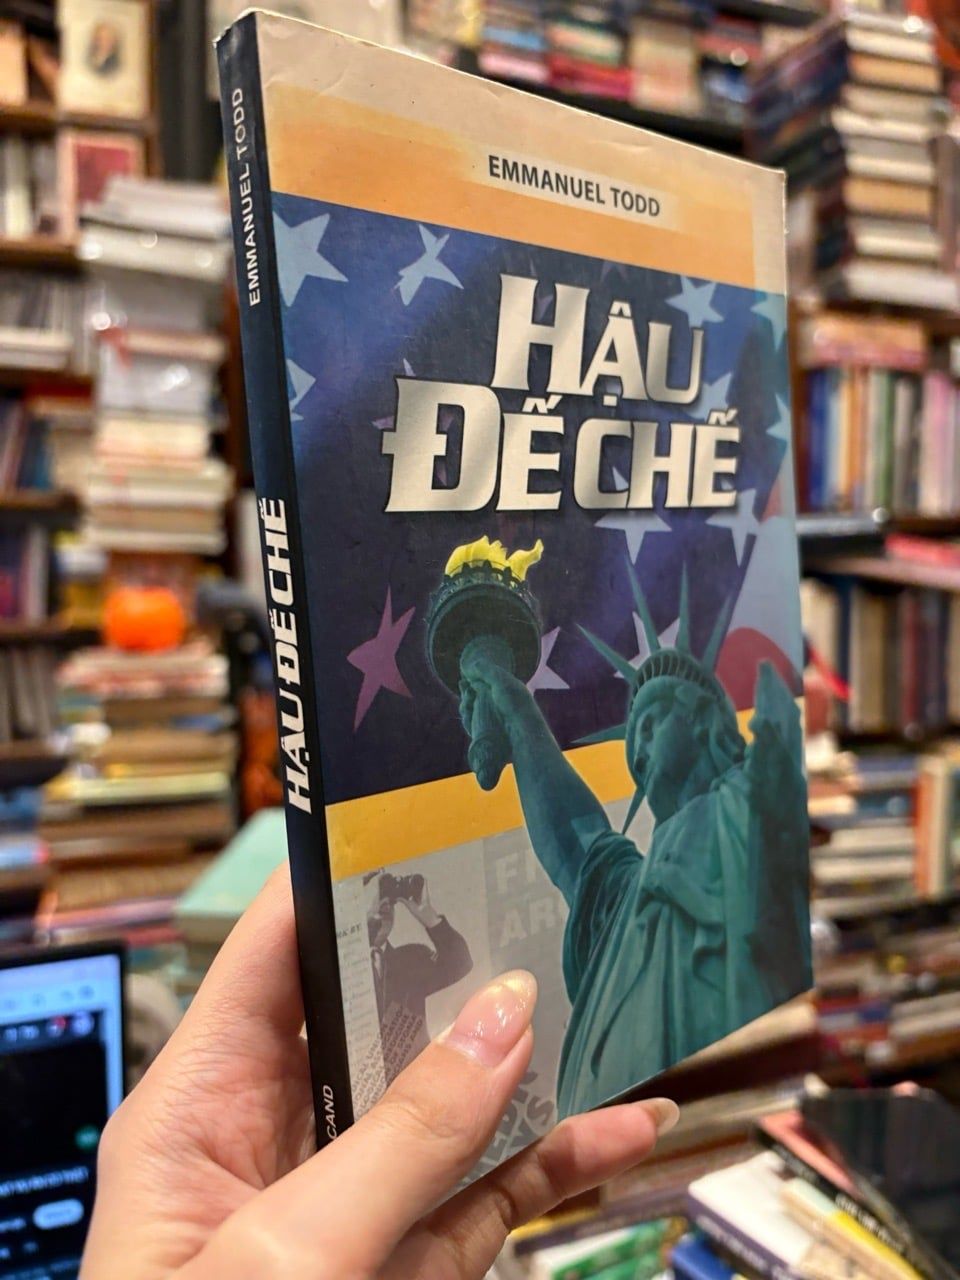 EMMANUEL TODD
HẬU
ĐẾ CHẾ
EMMANUEL TODD
HẬU ĐẾ CHẾ
CAND